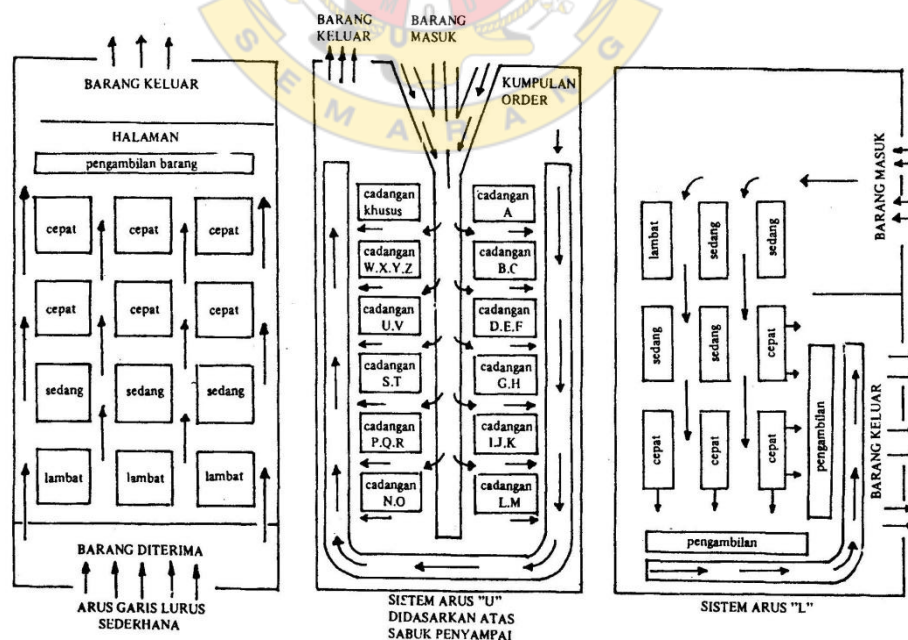 BARANG KELUAR
HALAMAN
pengambilan barang
cepat
cepat
cepat
cepat
cepat
cepat
sedang
sedang
sedang
lambat
lambat
lambat
BARANG DITERIMA
ARUS GARIS LURUS
SEDERHANA
BARANG
KELUAR
BARANG
MASUK
SEMARANG
KUMPULAN
ORDER
cadangan
khusus
cadangan
A
cadangan
W.X.Y.Z
cadangan
B.C
cadangan
U.V
cadangan
D.E.F
cadangan
S.T
cadangan
G.H
cadangan
P.Q.R
cadangan
I.J.K
cadangan
N.O
cadangan
L.M
SISTEM ARUS "U"
DIDASARKAN ATAS
SABUK PENYAMPAI
BARANG MASUK
lambat
sedang
sedang
sedang
sedang
cepat
cepat
cepat
cepat
pengambilan
BARANG KELUAR
pengambilan
SISTEM ARUS "L"